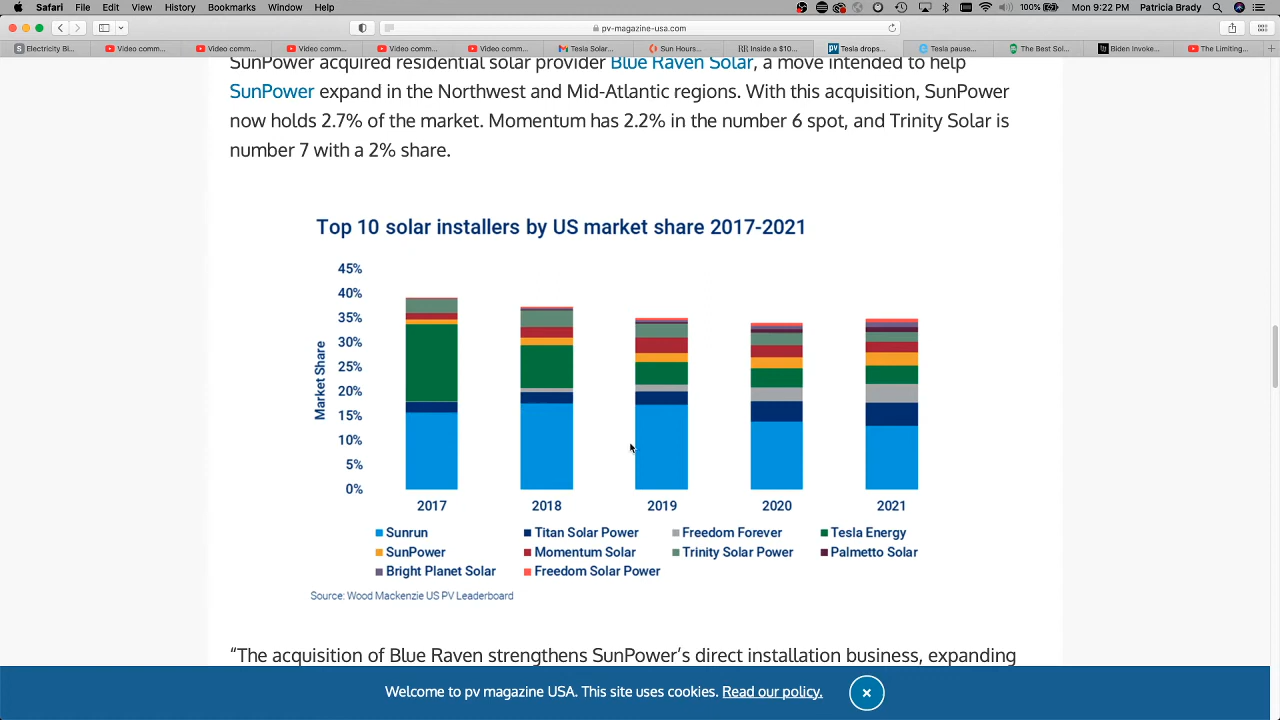 Safari File Edit View History Bookmarks Window Help 100% Mon 9:22 PM Patricia Brady
pv-magazine-usa.com
Electricity Bi... Video comm... Video comm... Video comm... Video comm... Video comm... Tesla Solar... Sun Hours... Inside a $10... Tesla drops... Tesla pause... The Best Sol... Biden Invoke... The Limiting...
SunPower acquired residential solar provider Blue Raven Solar, a move intended to help
SunPower expand in the Northwest and Mid-Atlantic regions. With this acquisition, SunPower
now holds 2.7% of the market. Momentum has 2.2% in the number 6 spot, and Trinity Solar is
number 7 with a 2% share.
Top 10 solar installers by US market share 2017-2021
Market Share
45%
40%
35%
30%
25%
20%
15%
10%
5%
0%
2017 2018 2019 2020 2021
Sunrun Titan Solar Power Freedom Forever Tesla Energy
SunPower Momentum Solar Trinity Solar Power Palmetto Solar
Bright Planet Solar Freedom Solar Power
Source: Wood Mackenzie US PV Leaderboard
“The acquisition of Blue Raven strengthens SunPower’s direct installation business, expanding
Welcome to pv magazine USA. This site uses cookies. Read our policy.